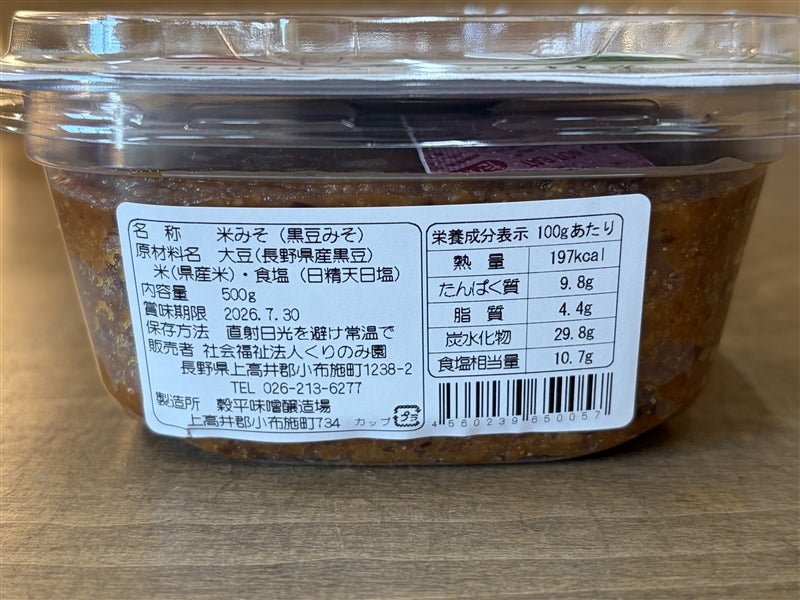 名　称　　米みそ（黒豆みそ）
原材料名　大豆（長野県産黒豆）
米（県産米）・食塩（日精天日塩）
内容量　　500g
賞味期限　2026.7.30
保存方法　直射日光を避け常温で
販売者　社会福祉法人くりのみ園
長野県上高井郡小布施町1238-2
TEL 026-213-6277
製造所　穀平味噌醸造場
上高井郡小布施町734　カップ プラ
栄養成分表示 100gあたり
熱量　197kcal
たんぱく質　9.8g
脂質　4.4g
炭水化物　29.8g
食塩相当量　10.7g
4560239650057